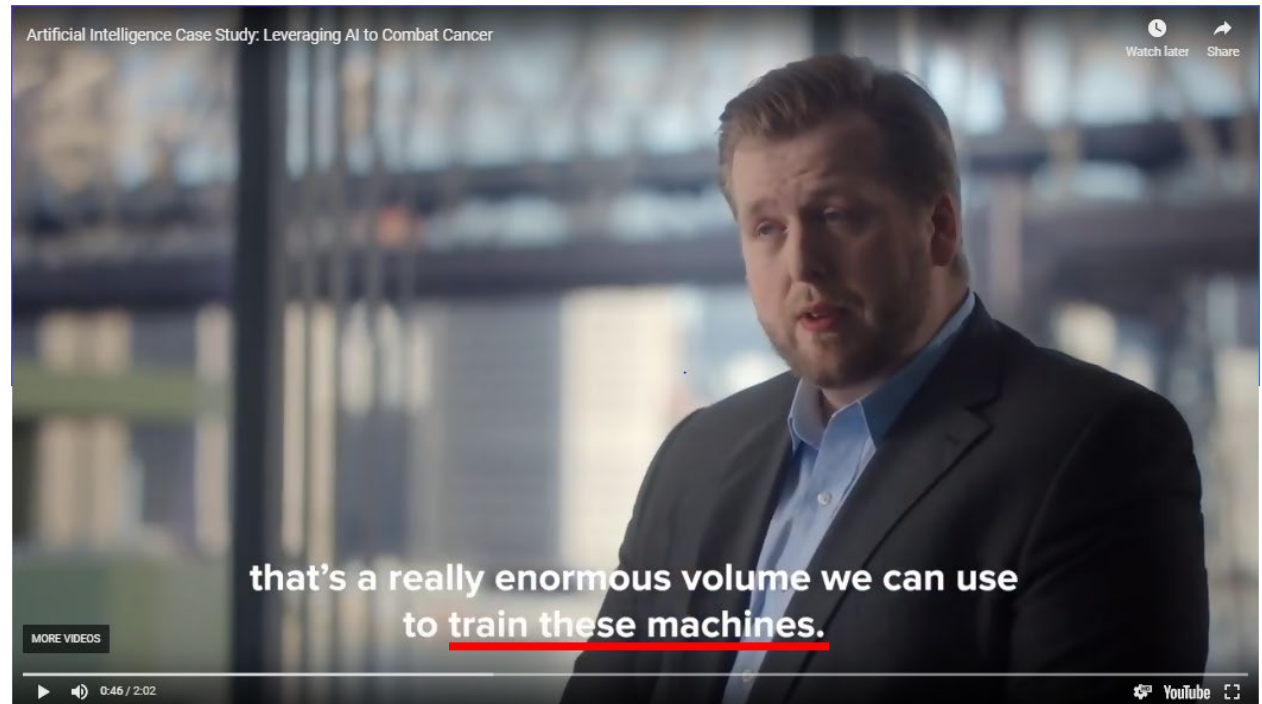 Artificial Intelligence Case Study: Leveraging AI to Combat Cancer
Watch later
Share
that's a really enormous volume we can use
to train these machines.
MORE VIDEOS
0:46 / 2:02
YouTube